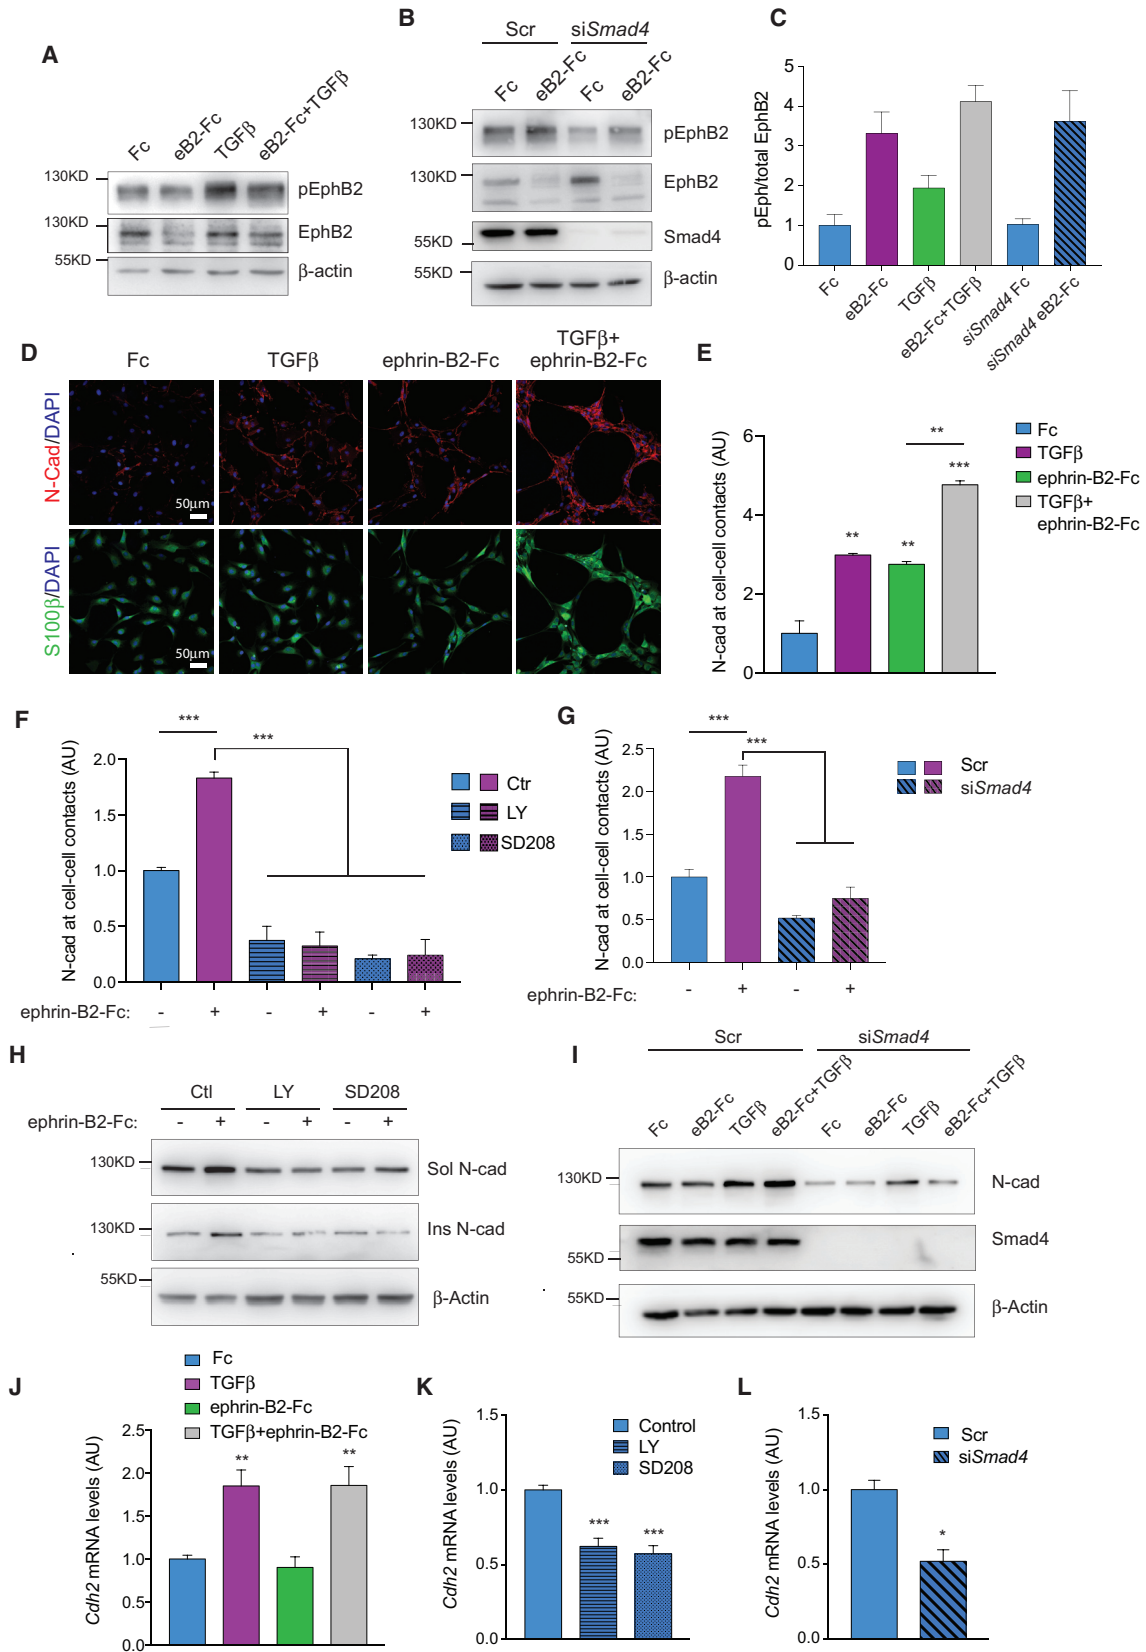 A
Fc
eB2-Fc
TGFβ
eB2-Fc+TGFβ
130KD
pEphB2
130KD
EphB2
55KD
β-actin
B
Scr
siSmad4
Fc
eB2-Fc
Fc
eB2-Fc
130KD
pEphB2
130KD
EphB2
Smad4
55KD
55KD
β-actin
C
pEph/total EphB2
5
4
3
2
1
0
Fc
eB2-Fc
TGFβ
eB2-Fc+TGFβ
siSmad4 Fc
siSmad4 eB2-Fc
D
Fc
TGFβ
ephrin-B2-Fc
TGFβ+
ephrin-B2-Fc
N-Cad/DAPI
50μm
S100β/DAPI
50μm
E
N-cad at cell-cell contacts (AU)
6
4
2
0
**
**
**
***
Fc
TGFβ
ephrin-B2-Fc
TGFβ+
ephrin-B2-Fc
F
N-cad at cell-cell contacts (AU)
2.0
1.5
1.0
0.5
0.0
***
***
Ctr
LY
SD208
ephrin-B2-Fc: - + - + - +
G
N-cad at cell-cell contacts (AU)
2.5
2.0
1.5
1.0
0.5
0.0
***
***
Scr
siSmad4
ephrin-B2-Fc: - + - +
H
Ctl LY SD208
ephrin-B2-Fc: - + - + - +
130KD
Sol N-cad
130KD
Ins N-cad
55KD
β-Actin
I
Scr
siSmad4
Fc
eB2-Fc
TGFβ
eB2-Fc+TGFβ
Fc
eB2-Fc
TGFβ
eB2-Fc+TGFβ
130KD
N-cad
Smad4
55KD
55KD
β-Actin
J
Fc
TGFβ
ephrin-B2-Fc
TGFβ+ephrin-B2-Fc
Cdh2 mRNA levels (AU)
2.5
2.0
1.5
1.0
0.5
0.0
**
**
K
Cdh2 mRNA levels (AU)
1.5
1.0
0.5
0.0
***
***
Control
LY
SD208
L
Cdh2 mRNA levels (AU)
1.5
1.0
0.5
0.0
*
Scr
siSmad4